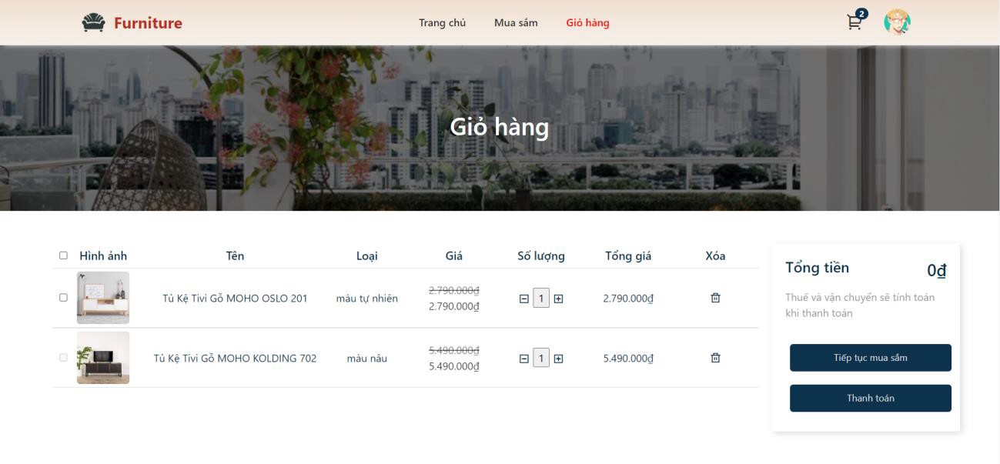 Furniture
Trang chủ
Mua sắm
Giỏ hàng
2
Giỏ hàng
Hình ảnh
Tên
Loại
Giá
Số lượng
Tổng giá
Xóa
Tủ Kệ Tivi Gỗ MOHO OSLO 201
màu tự nhiên
2.790.000₫
2.790.000₫
1
2.790.000₫
Tủ Kệ Tivi Gỗ MOHO KOLDING 702
màu nâu
5.490.000₫
5.490.000₫
1
5.490.000₫
Tổng tiền
0₫
Thuế và vận chuyển sẽ tính toán
khi thanh toán
Tiếp tục mua sắm
Thanh toán